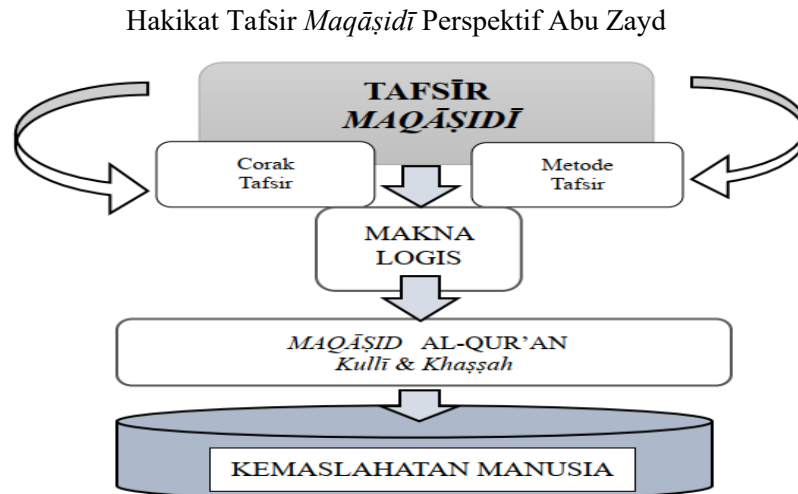 Hakikat Tafsir Maqāṣidī Perspektif Abu Zayd
TAFSĪR
MAQĀṢIDĪ
Corak
Tafsir
Metode
Tafsir
MAKNA
LOGIS
MAQĀṢID AL-QUR’AN
Kullī & Khaṣṣah
KEMASLAHATAN MANUSIA